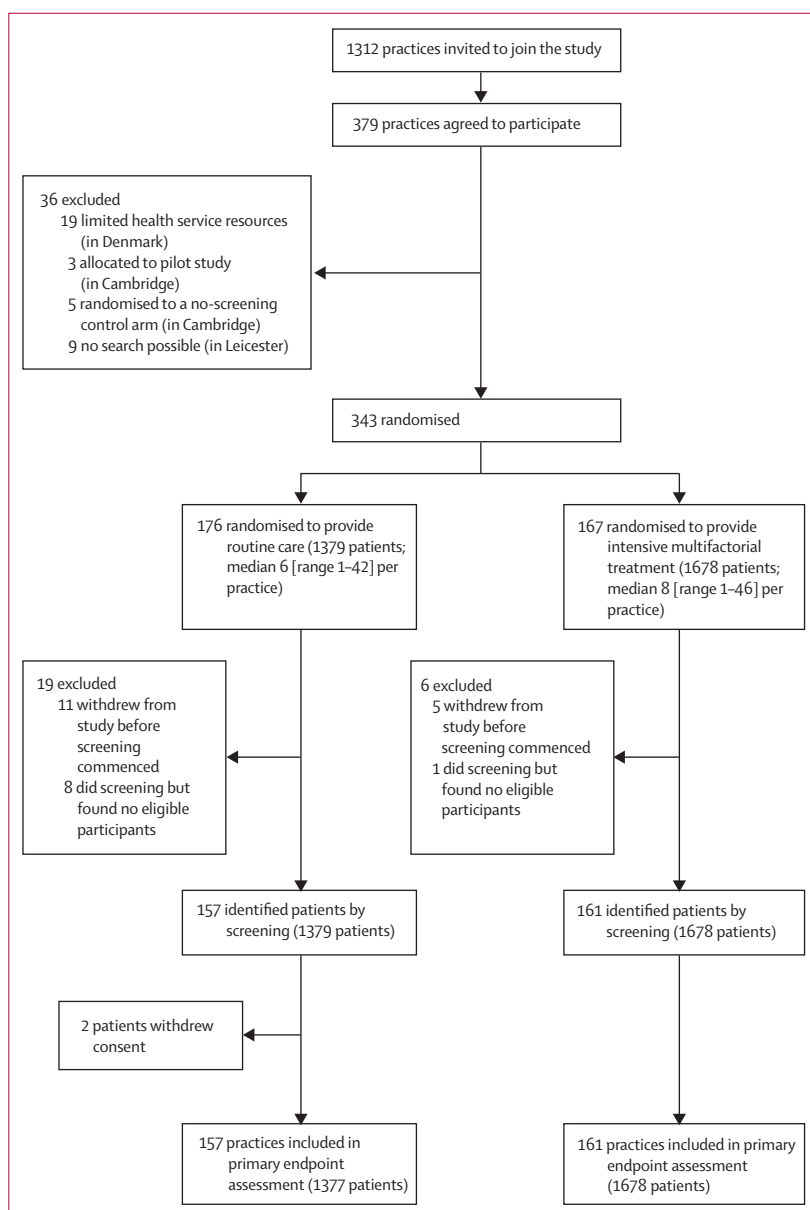 1312 practices invited to join the study
379 practices agreed to participate
36 excluded
19 limited health service resources
(in Denmark)
3 allocated to pilot study
(in Cambridge)
5 randomised to a no-screening
control arm (in Cambridge)
9 no search possible (in Leicester)
343 randomised
176 randomised to provide
routine care (1379 patients;
median 6 [range 1–42] per
practice)
167 randomised to provide
intensive multifactorial
treatment (1678 patients;
median 8 [range 1–46] per
practice)
19 excluded
11 withdrew from
study before
screening
commenced
8 did screening but
found no eligible
participants
6 excluded
5 withdrew from
study before
screening commenced
1 did screening but
found no eligible
participants
157 identified patients by
screening (1379 patients)
161 identified patients by
screening (1678 patients)
2 patients withdrew
consent
157 practices included in
primary endpoint
assessment (1377 patients)
161 practices included in primary
endpoint assessment
(1678 patients)